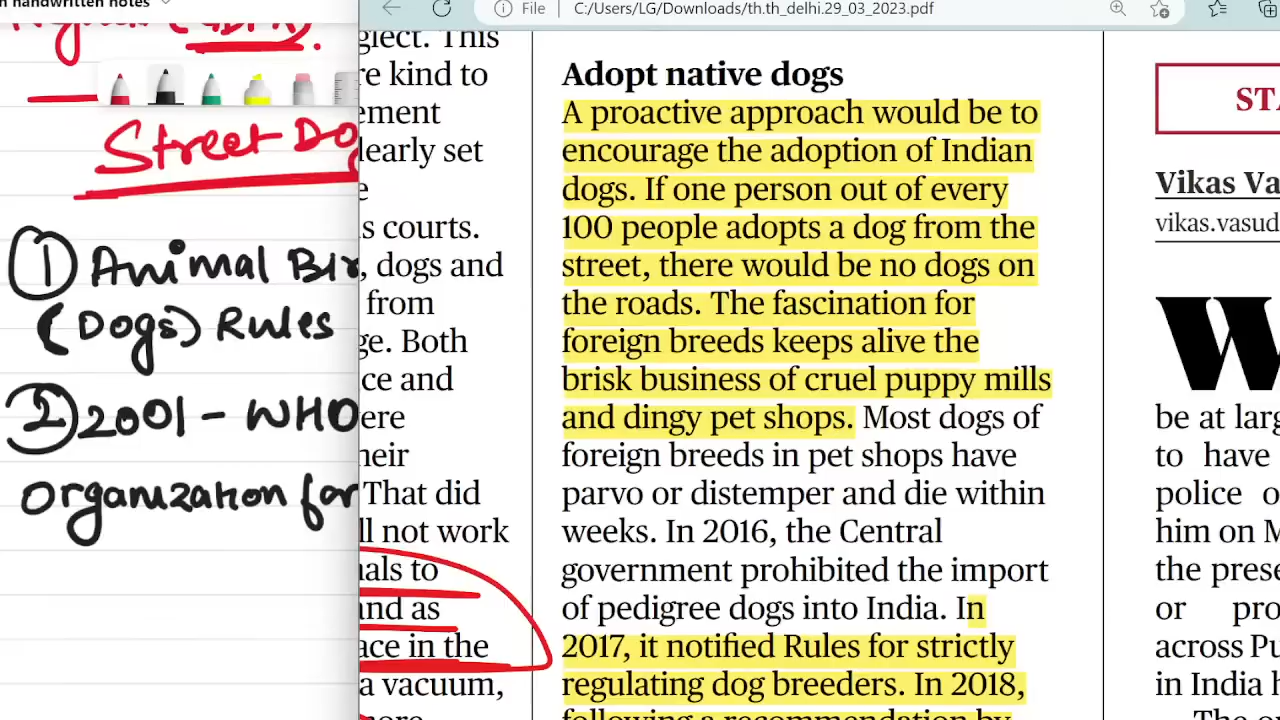 handwritten notes
File
C:/Users/LG/Downloads/th.th_delhi.29_03_2023.pdf
Street Do
① Animal Bir
(Dogs) Rules
② 2001 - WHO
organization for
glect. This
re kind to
ement
learly set
e
s courts.
, dogs and
from
ge. Both
ce and
ere
heir
That did
ll not work
als to
and as
ace in the
a vacuum,
more
Adopt native dogs
A proactive approach would be to
encourage the adoption of Indian
dogs. If one person out of every
100 people adopts a dog from the
street, there would be no dogs on
the roads. The fascination for
foreign breeds keeps alive the
brisk business of cruel puppy mills
and dingy pet shops. Most dogs of
foreign breeds in pet shops have
parvo or distemper and die within
weeks. In 2016, the Central
government prohibited the import
of pedigree dogs into India. In
2017, it notified Rules for strictly
regulating dog breeders. In 2018,
following a recommendation by
STA
Vikas Va
vikas.vasud
W
be at larg
to have
police o
him on M
the prese
or pro
across Pu
in India h
The